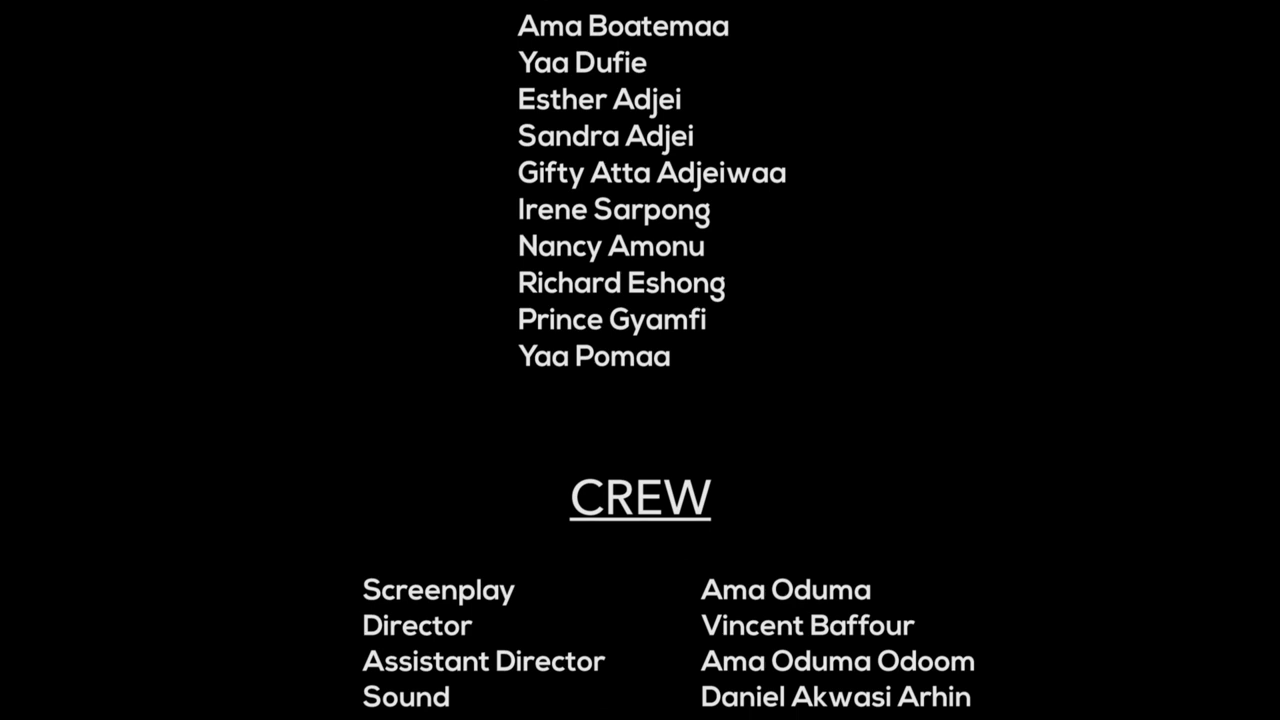 Ama Boatemaa
Yaa Dufie
Esther Adjei
Sandra Adjei
Gifty Atta Adjeiwaa
Irene Sarpong
Nancy Amonu
Richard Eshong
Prince Gyamfi
Yaa Pomaa
CREW
Screenplay Ama Oduma
Director Vincent Baffour
Assistant Director Ama Oduma Odoom
Sound Daniel Akwasi Arhin